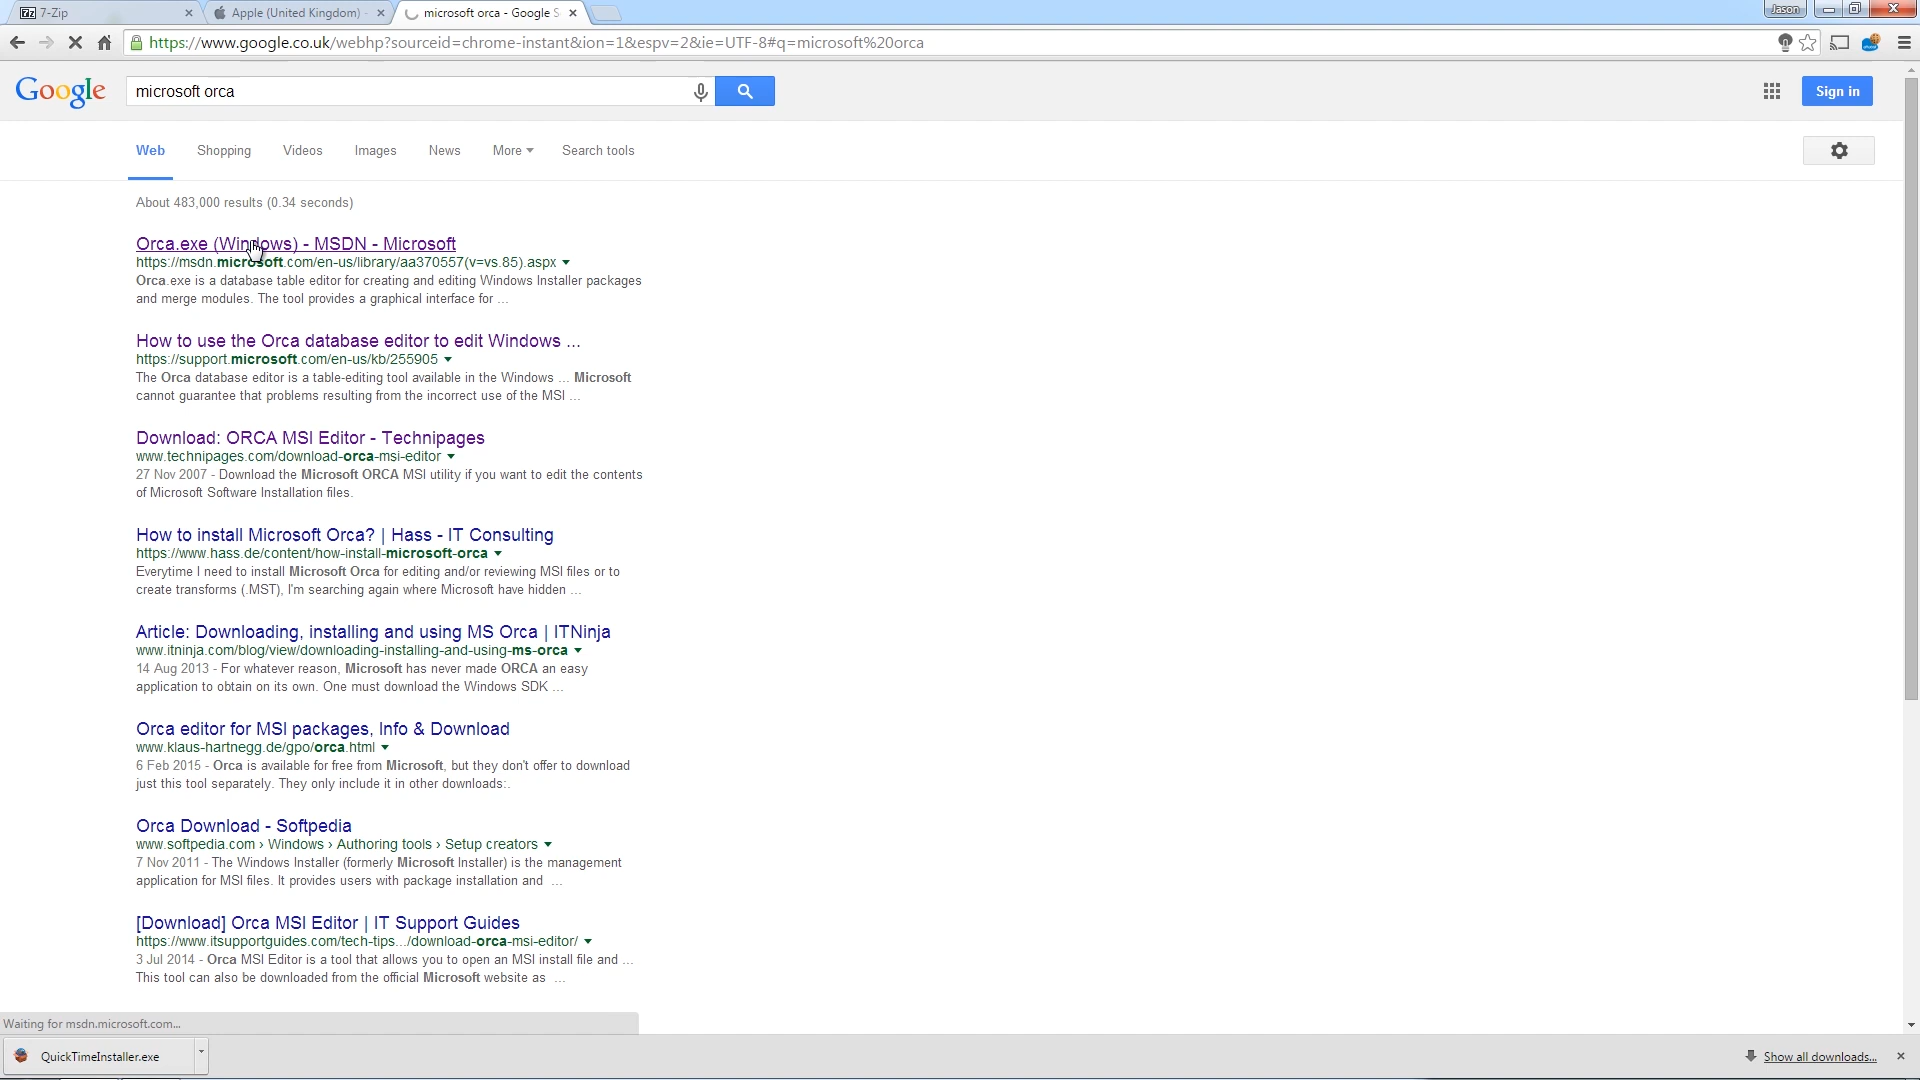 7-Zip
Apple (United Kingdom) -
microsoft orca - Google S
Jason
https://www.google.co.uk/webhp?sourceid=chrome-instant&ion=1&espv=2&ie=UTF-8#q=microsoft%20orca
Google
microsoft orca
Sign in
Web Shopping Videos Images News More Search tools
About 483,000 results (0.34 seconds)
Orca.exe (Windows) - MSDN - Microsoft
https://msdn.microsoft.com/en-us/library/aa370557(v=vs.85).aspx
Orca.exe is a database table editor for creating and editing Windows Installer packages
and merge modules. The tool provides a graphical interface for ...
How to use the Orca database editor to edit Windows ...
https://support.microsoft.com/en-us/kb/255905
The Orca database editor is a table-editing tool available in the Windows ... Microsoft
cannot guarantee that problems resulting from the incorrect use of the MSI ...
Download: ORCA MSI Editor - Technipages
www.technipages.com/download-orca-msi-editor
27 Nov 2007 - Download the Microsoft ORCA MSI utility if you want to edit the contents
of Microsoft Software Installation files.
How to install Microsoft Orca? | Hass - IT Consulting
https://www.hass.de/content/how-install-microsoft-orca
Everytime I need to install Microsoft Orca for editing and/or reviewing MSI files or to
create transforms (.MST), I'm searching again where Microsoft have hidden ...
Article: Downloading, installing and using MS Orca | ITNinja
www.itninja.com/blog/view/downloading-installing-and-using-ms-orca
14 Aug 2013 - For whatever reason, Microsoft has never made ORCA an easy
application to obtain on its own. One must download the Windows SDK ...
Orca editor for MSI packages, Info & Download
www.klaus-hartnegg.de/gpo/orca.html
6 Feb 2015 - Orca is available for free from Microsoft, but they don't offer to download
just this tool separately. They only include it in other downloads:.
Orca Download - Softpedia
www.softpedia.com › Windows › Authoring tools › Setup creators
7 Nov 2011 - The Windows Installer (formerly Microsoft Installer) is the management
application for MSI files. It provides users with package installation and ...
[Download] Orca MSI Editor | IT Support Guides
https://www.itsupportguides.com/tech-tips.../download-orca-msi-editor/
3 Jul 2014 - Orca MSI Editor is a tool that allows you to open an MSI install file and ...
This tool can also be downloaded from the official Microsoft website as ...
Waiting for msdn.microsoft.com...
QuickTimeInstaller.exe
Show all downloads...